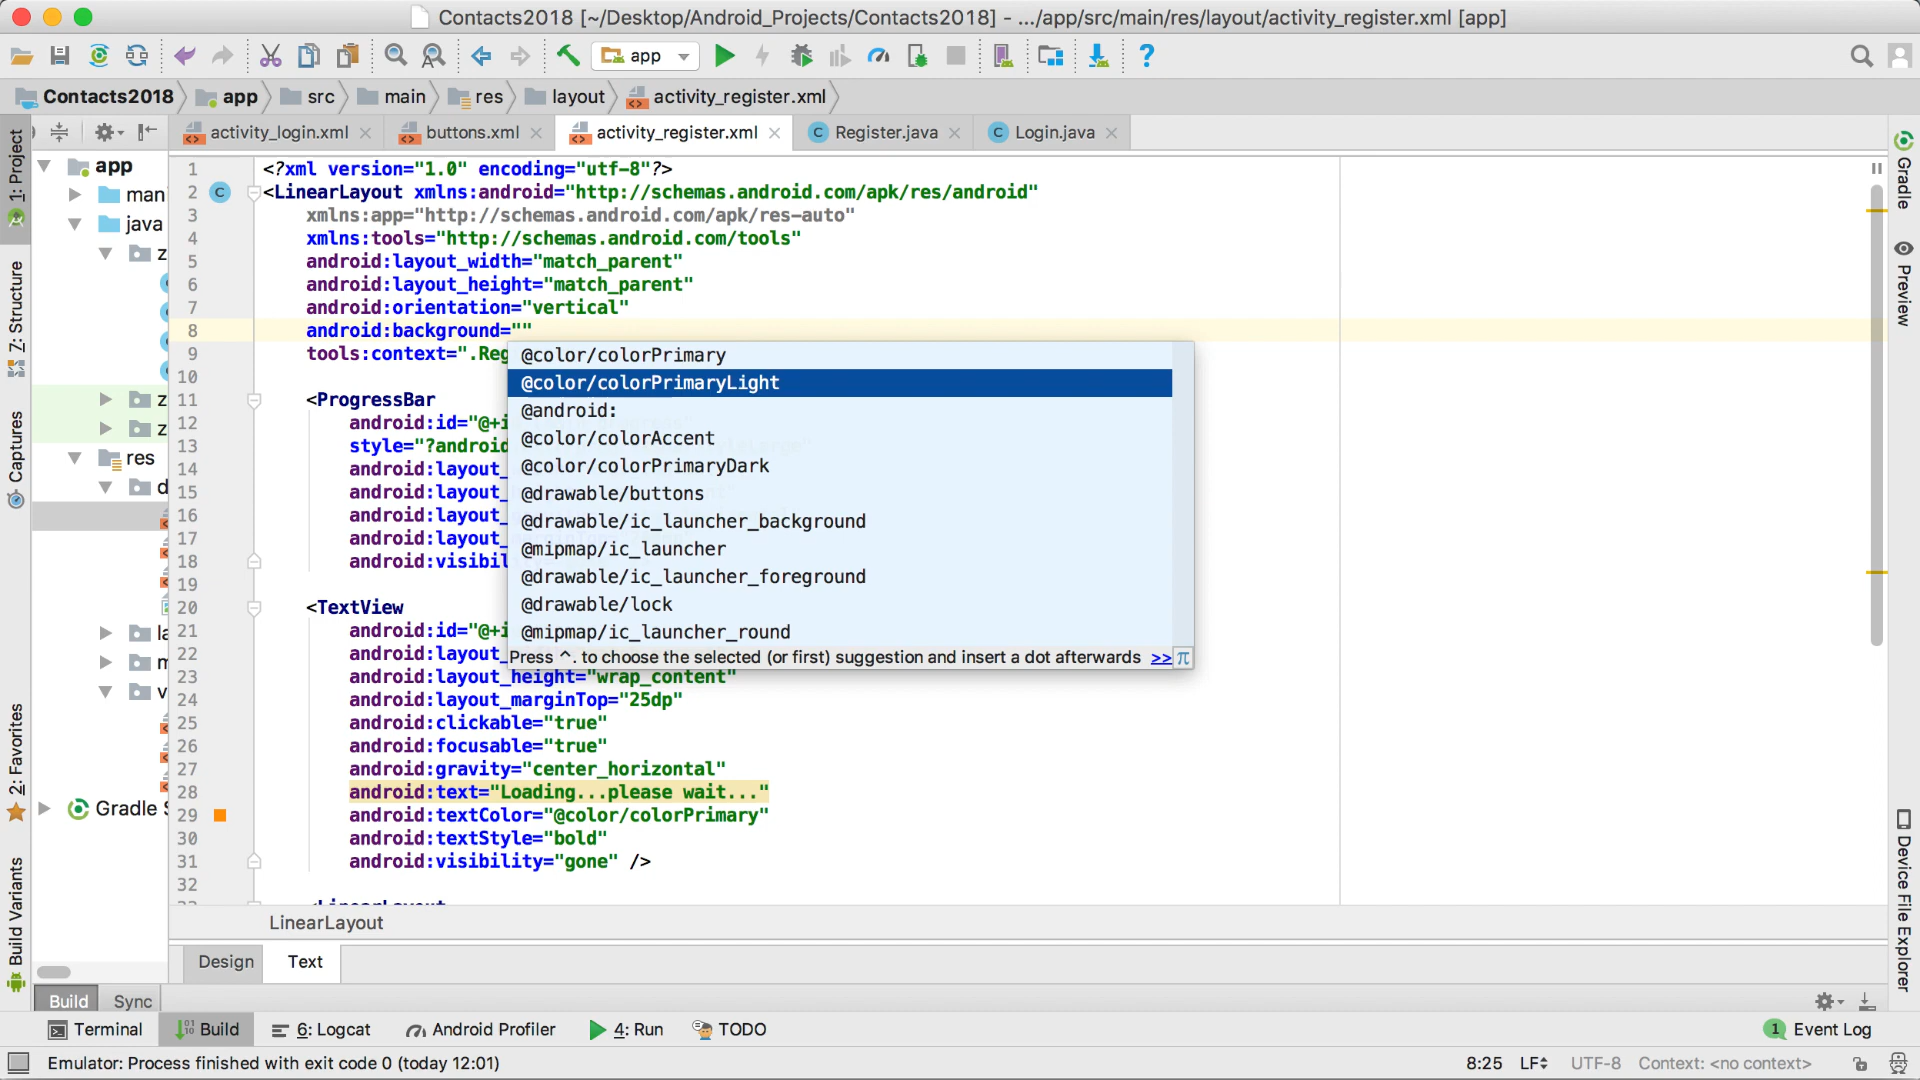 Contacts2018 [~/Desktop/Android_Projects/Contacts2018] - .../app/src/main/res/layout/activity_register.xml [app]
app
Contacts2018 app src main res layout activity_register.xml
activity_login.xml buttons.xml activity_register.xml Register.java Login.java
1: Project
Z: Structure
Captures
2: Favorites
Build Variants
app
man
java
z
z
z
res
d
la
m
v
Gradle S
1 <?xml version="1.0" encoding="utf-8"?>
2 <LinearLayout xmlns:android="http://schemas.android.com/apk/res/android"
3 xmlns:app="http://schemas.android.com/apk/res-auto"
4 xmlns:tools="http://schemas.android.com/tools"
5 android:layout_width="match_parent"
6 android:layout_height="match_parent"
7 android:orientation="vertical"
8 android:background=""
9 tools:context=".Reg
10
11 <ProgressBar
12 android:id="@+i
13 style="?android
14 android:layout_
15 android:layout_
16 android:layout_
17 android:layout_
18 android:visibil
19
20 <TextView
21 android:id="@+i
22 android:layout_
23 android:layout_height="wrap_content"
24 android:layout_marginTop="25dp"
25 android:clickable="true"
26 android:focusable="true"
27 android:gravity="center_horizontal"
28 android:text="Loading...please wait..."
29 android:textColor="@color/colorPrimary"
30 android:textStyle="bold"
31 android:visibility="gone" />
32
33 <LinearLayout
@color/colorPrimary
@color/colorPrimaryLight
@android:
@color/colorAccent
@color/colorPrimaryDark
@drawable/buttons
@drawable/ic_launcher_background
@mipmap/ic_launcher
@drawable/ic_launcher_foreground
@drawable/lock
@mipmap/ic_launcher_round
Press ^. to choose the selected (or first) suggestion and insert a dot afterwards >> π
Gradle
Preview
Device File Explorer
LinearLayout
Design Text
Build Sync
Terminal Build 6: Logcat Android Profiler 4: Run TODO 1 Event Log
Emulator: Process finished with exit code 0 (today 12:01) 8:25 LF UTF-8 Context: <no context>